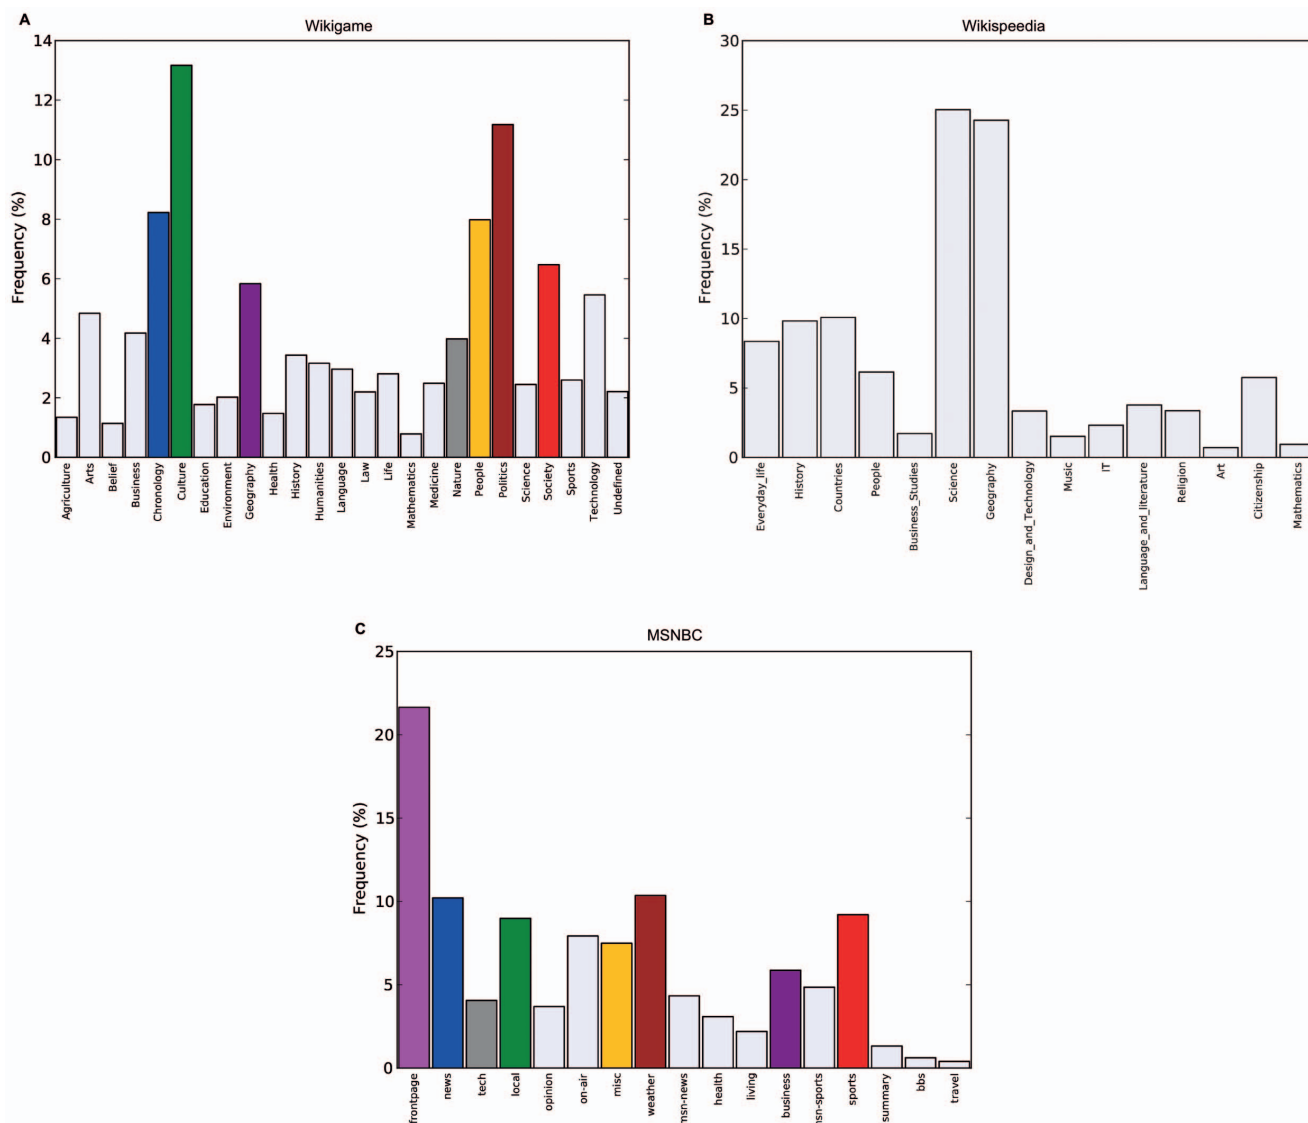 A
Wikigame
14
12
10
8
6
4
2
0
Frequency (%)
Agriculture
Arts
Belief
Business
Chronology
Culture
Education
Environment
Geography
Health
History
Humanities
Language
Law
Life
Mathematics
Medicine
Nature
People
Politics
Science
Society
Sports
Technology
Undefined
B
Wikispeedia
30
25
20
15
10
5
0
Frequency (%)
Everyday_life
History
Countries
People
Business_Studies
Science
Geography
Design_and_Technology
Music
IT
Language_and_literature
Religion
Art
Citizenship
Mathematics
C
MSNBC
25
20
15
10
5
0
Frequency (%)
frontpage
news
tech
local
opinion
on-air
misc
weather
msn-news
health
living
business
msn-sports
sports
summary
bbs
travel